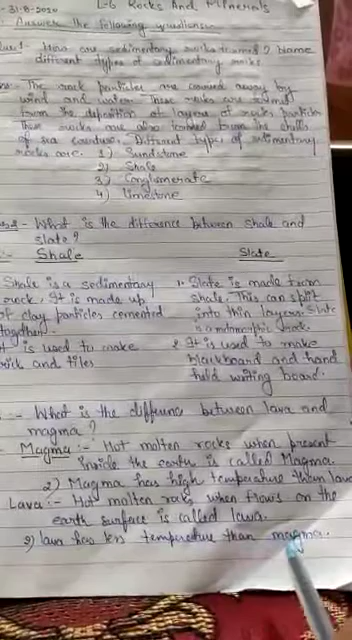 31-8-2020 L-6 Rocks And Minerals
Answer the following questions:-
How are sedimentary rocks formed? Name
different types of sedimentary rocks.
The rock particles are carried away by
wind and water. These rocks are formed
from the deposition of layers of rocks particles
These rocks are also formed from the shells
of sea creatures. Different types of sedimentary
rocks are. 1) Sandstone
2) Shale
3) Conglomerate
4) limestone
- What is the difference between shale and
slate?
:- Shale Slate
Shale is a sedimentary
rock. It is made up
of clay particles cemented
together.
It is used to make
brick and tiles
1. Slate is made from
shale. This can split
into thin layers. Slate
is a metamorphic rock.
2. It is used to make
blackboard and hand
held writing board.
:- What is the difference between lava and
magma?
Magma:- Hot molten rocks when present
inside the earth is called Magma.
2) Magma has high temperature than lava
Lava:- Hot molten rocks when flows on the
earth surface is called lava.
2) lava has less temperature than magma.